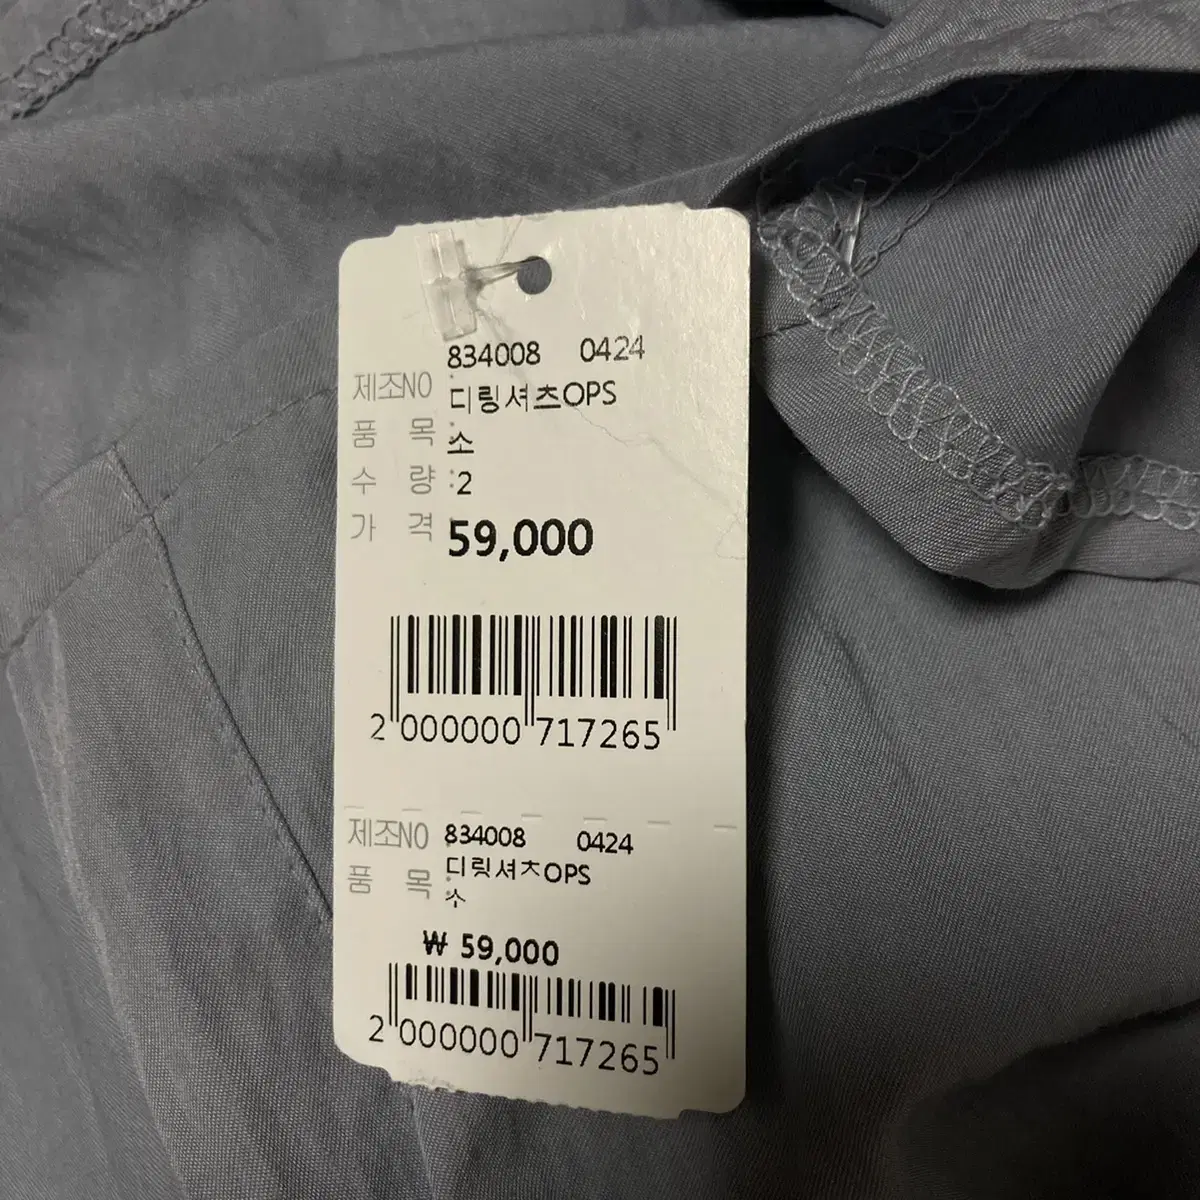 834008 0424
제조NO : 디링셔츠OPS
품 목 : 소
수 량 : 2
가 격 : 59,000
2 000000 717265
제조NO 834008 0424
품 목 : 디링셔츠OPS
소
₩ 59,000
2 000000 717265